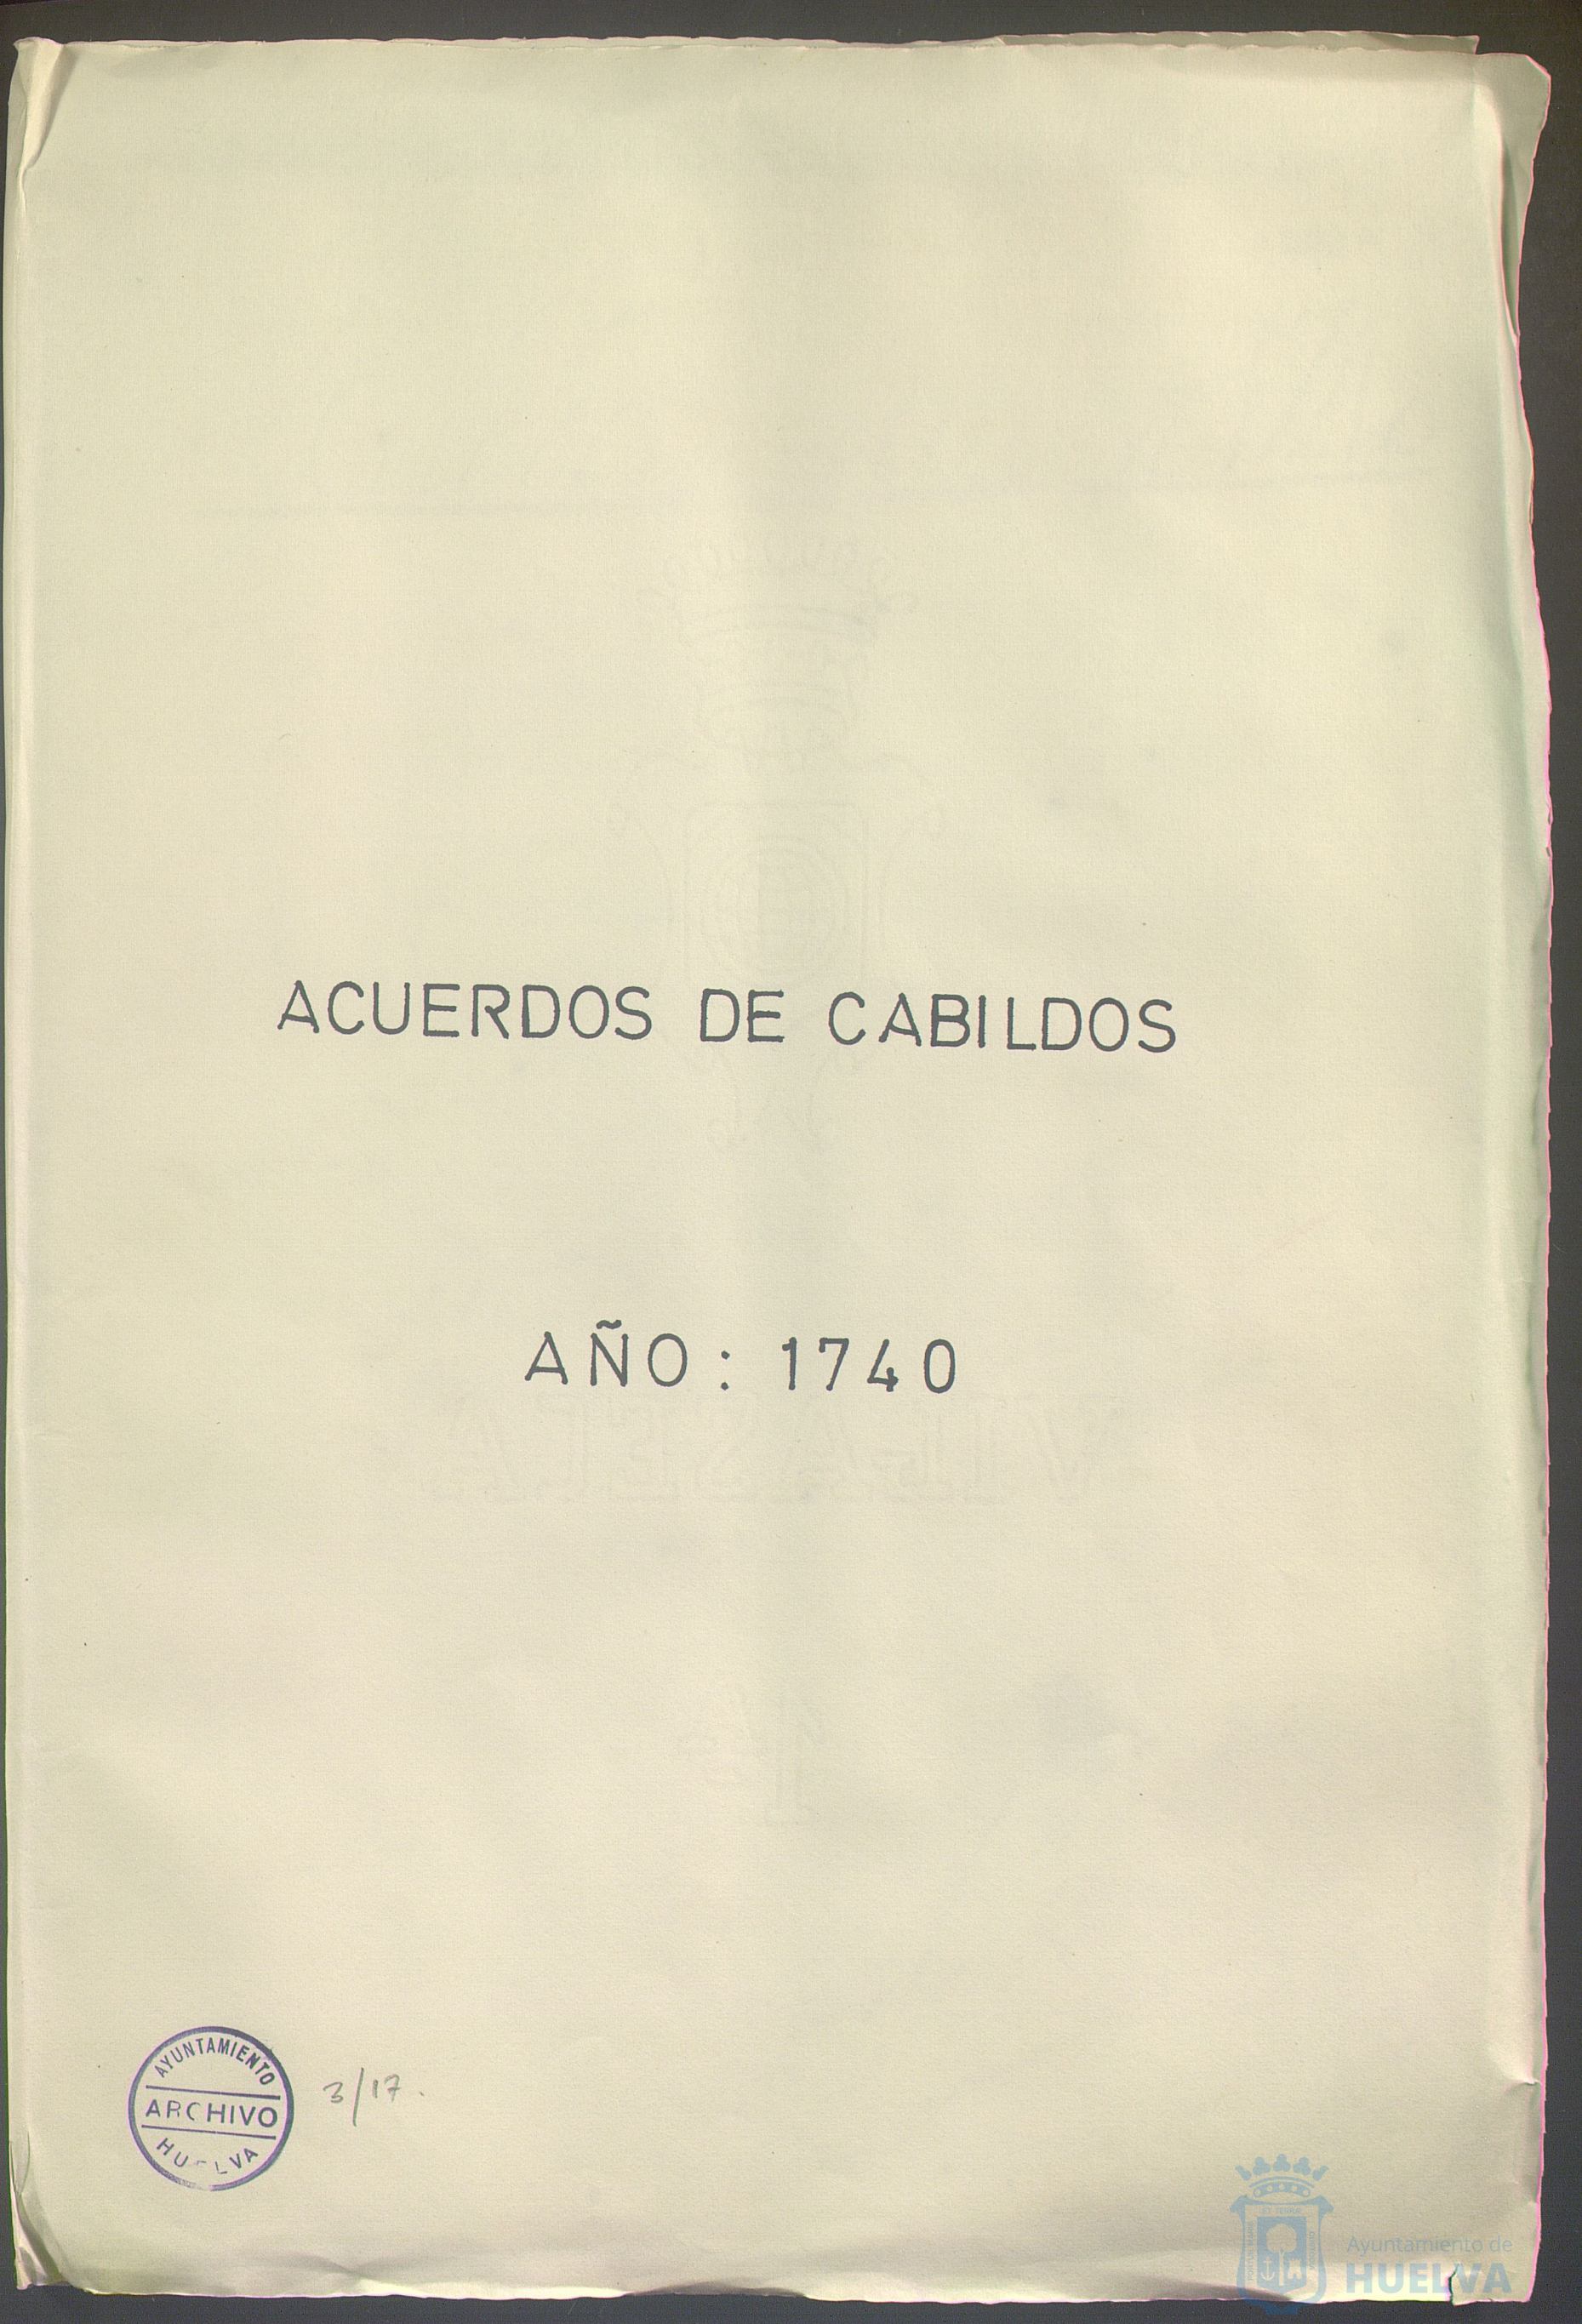 ACUERDOS DE CABILDOS
AÑO: 1740
AYUNTAMIENTO
ARCHIVO
HUELVA
3/17.
Ayuntamiento de
HUELVA